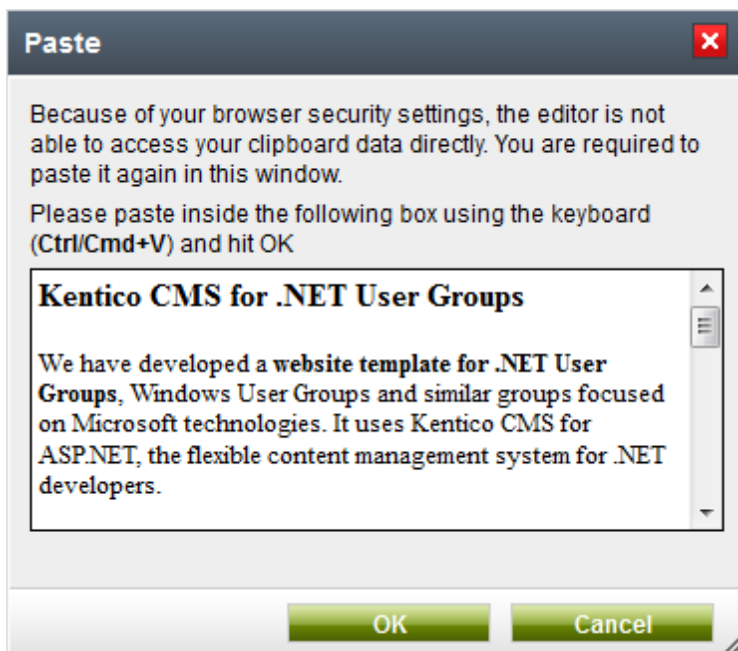 Paste
Because of your browser security settings, the editor is not
able to access your clipboard data directly. You are required to
paste it again in this window.
Please paste inside the following box using the keyboard
(Ctrl/Cmd+V) and hit OK
Kentico CMS for .NET User Groups
We have developed a website template for .NET User
Groups, Windows User Groups and similar groups focused
on Microsoft technologies. It uses Kentico CMS for
ASP.NET, the flexible content management system for .NET
developers.
OK Cancel